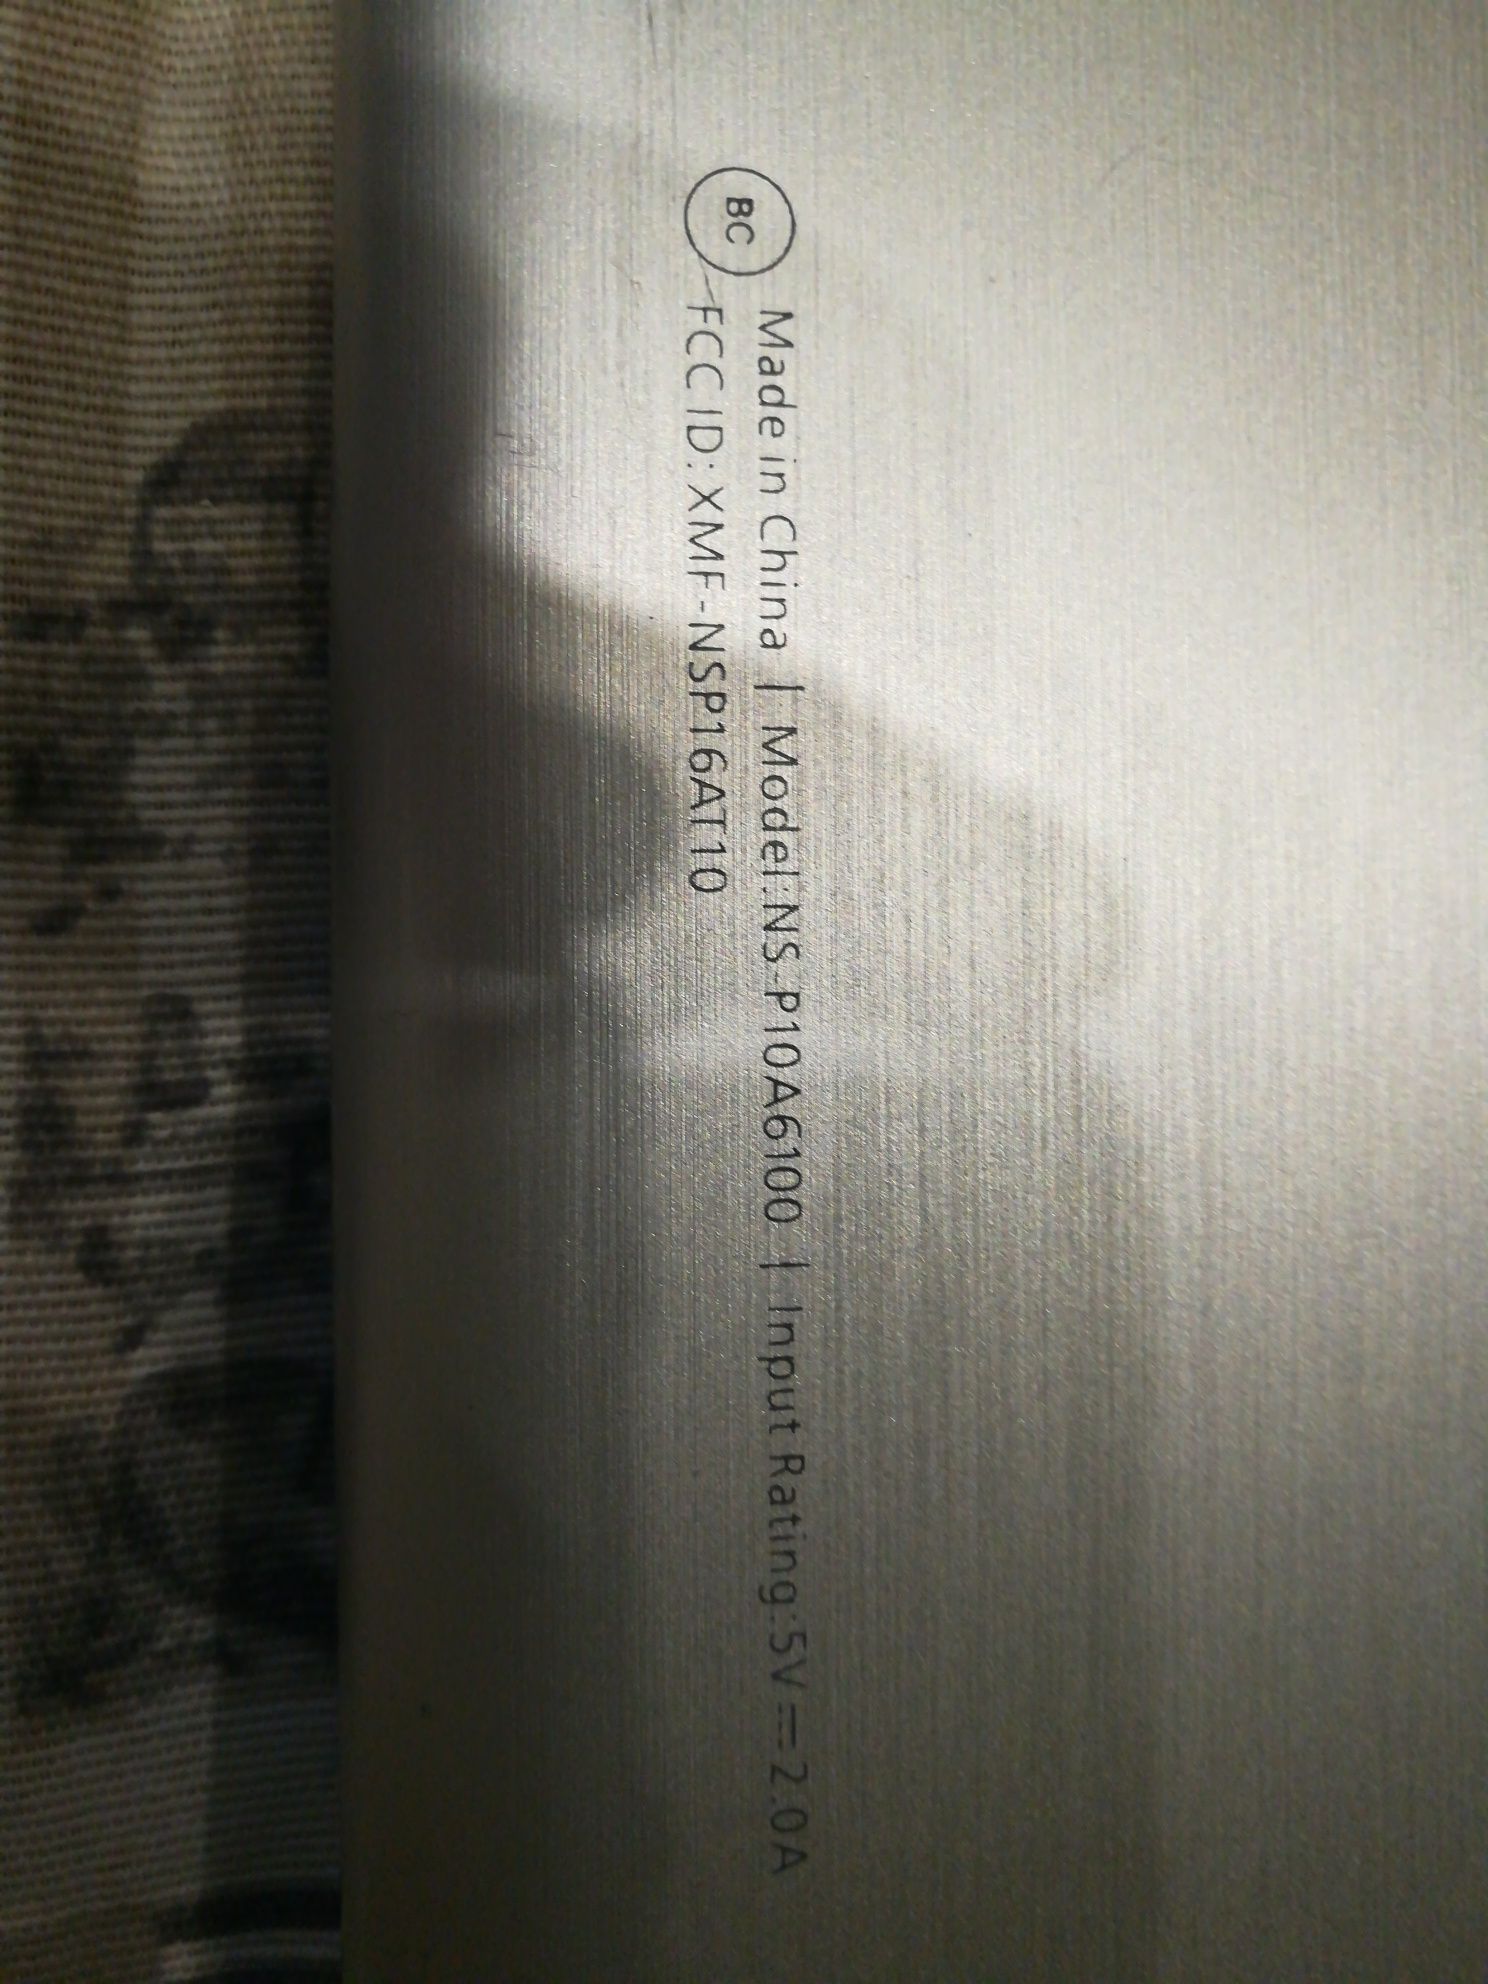 BC
Made in China | Model:NS-P10A6100 | Input Rating:5V⎓2.0A
FCC ID: XMF-NSP16AT10